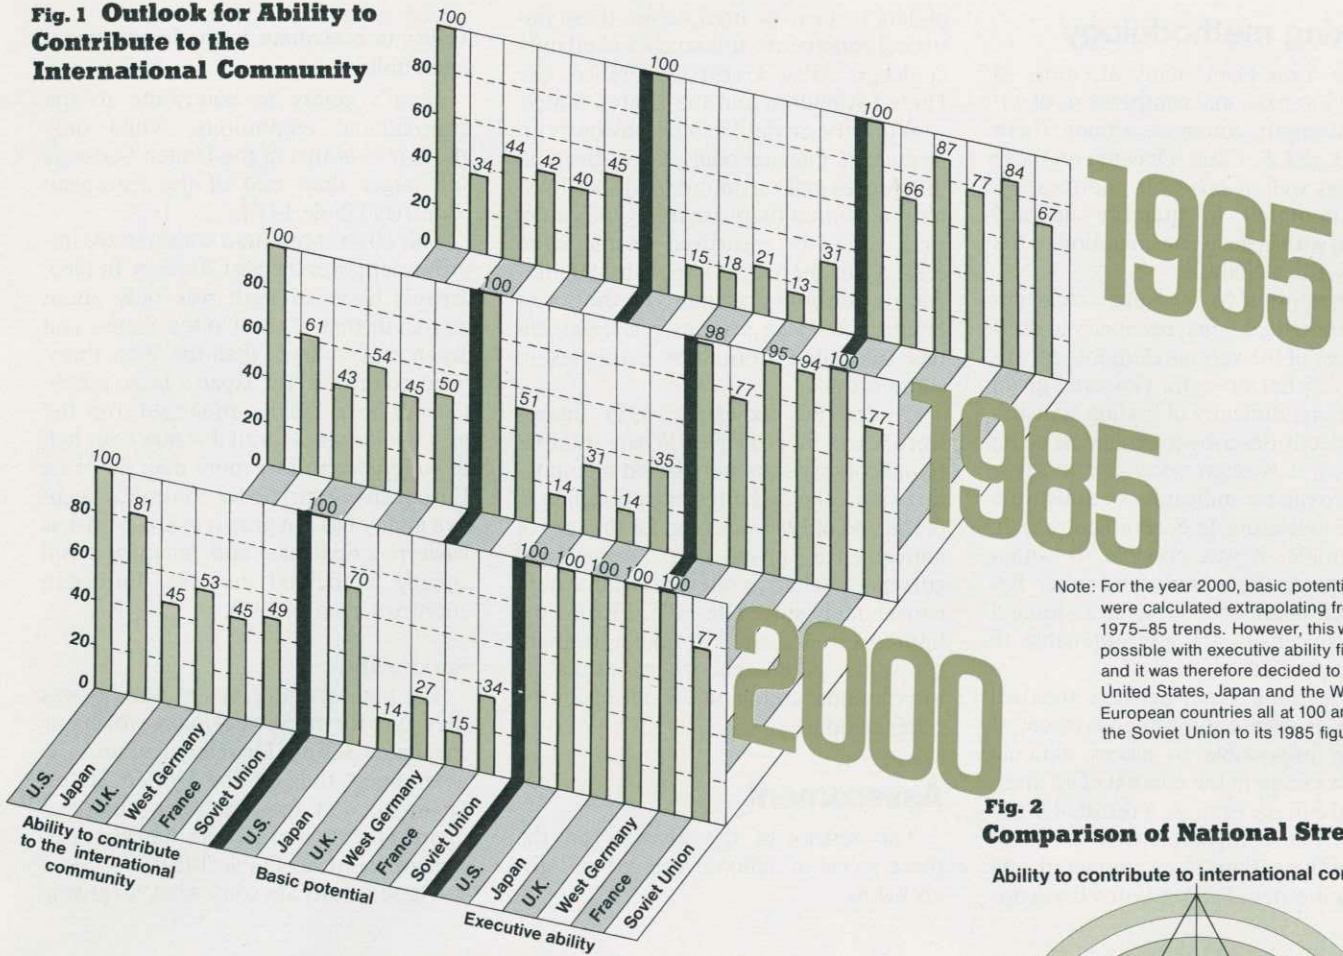 Fig. 1 Outlook for Ability to
Contribute to the
International Community
100
80
60
40
20
0
34
44
42
40
45
100
15
18
21
13
31
100
66
87
77
84
67
1965
100
80
60
40
20
0
61
43
54
45
50
100
51
14
31
14
35
98
77
95
94
100
77
1985
100
80
60
40
20
0
81
45
53
45
49
100
70
14
27
15
34
100
100
100
100
100
77
2000
U.S.
Japan
U.K.
West Germany
France
Soviet Union
U.S.
Japan
U.K.
West Germany
France
Soviet Union
U.S.
Japan
U.K.
West Germany
France
Soviet Union
Ability to contribute
to the international
community
Basic potential
Executive ability
Note: For the year 2000, basic potenti
were calculated extrapolating fr
1975–85 trends. However, this w
possible with executive ability fi
and it was therefore decided to
United States, Japan and the W
European countries all at 100 ar
the Soviet Union to its 1985 figu
Fig. 2
Comparison of National Stre
Ability to contribute to international co